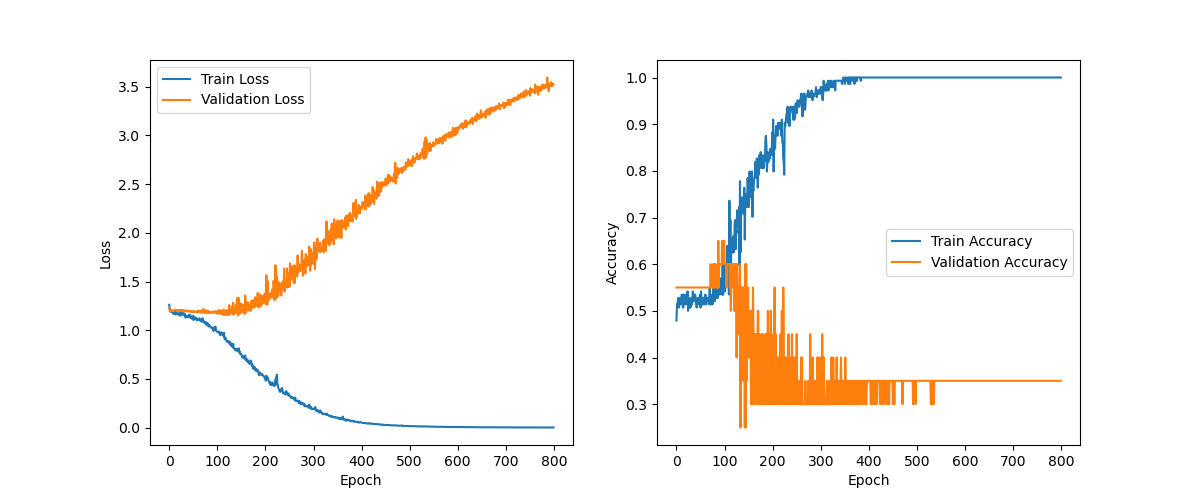 Train Loss
Validation Loss
3.5
3.0
2.5
2.0
1.5
1.0
0.5
0.0
Loss
0 100 200 300 400 500 600 700 800
Epoch
1.0
0.9
0.8
0.7
0.6
0.5
0.4
0.3
Accuracy
Train Accuracy
Validation Accuracy
0 100 200 300 400 500 600 700 800
Epoch